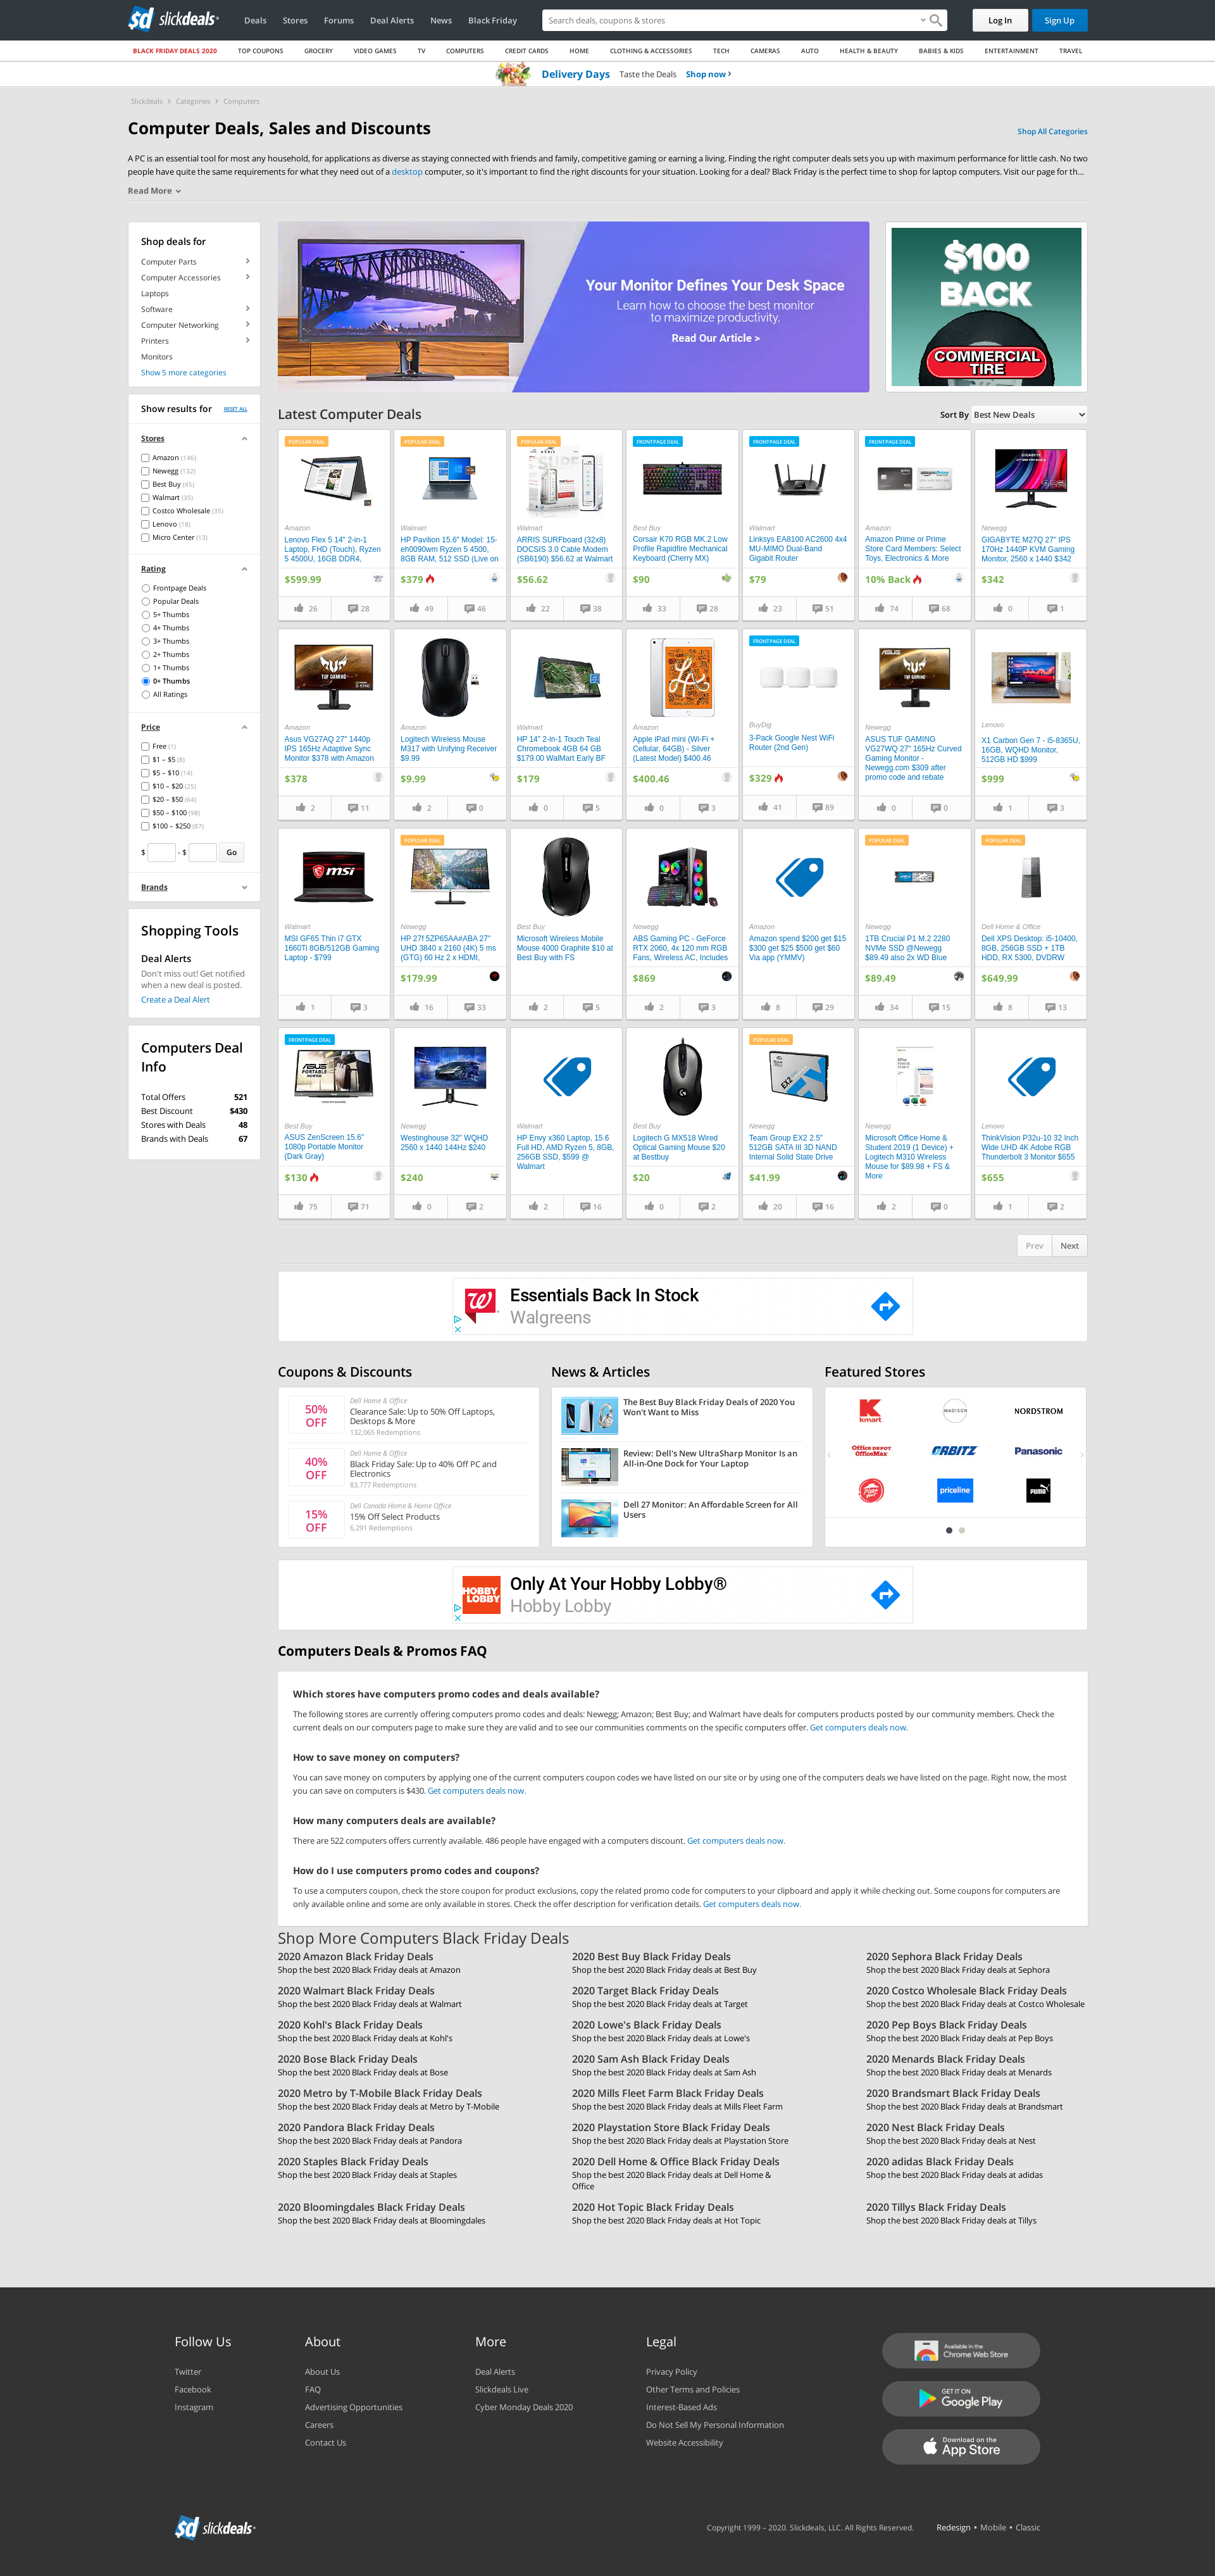 slickdeals
Deals Stores Forums Deal Alerts News Black Friday
Search deals, coupons & stores
Log In Sign Up
BLACK FRIDAY DEALS 2020 TOP COUPONS GROCERY VIDEO GAMES TV COMPUTERS CREDIT CARDS HOME CLOTHING & ACCESSORIES TECH CAMERAS AUTO HEALTH & BEAUTY BABIES & KIDS ENTERTAINMENT TRAVEL
Delivery Days Taste the Deals Shop now
Slickdeals Categories Computers
Computer Deals, Sales and Discounts
Shop All Categories
A PC is an essential tool for most any household, for applications as diverse as staying connected with friends and family, competitive gaming or earning a living. Finding the right computer deals sets you up with maximum performance for little cash. No two
people have quite the same requirements for what they need out of a desktop computer, so it's important to find the right discounts for your situation. Looking for a deal? Black Friday is the perfect time to shop for laptop computers. Visit our page for th...
Read More
Shop deals for
Computer Parts
Computer Accessories
Laptops
Software
Computer Networking
Printers
Monitors
Show 5 more categories
Show results for RESET ALL
Stores
Amazon (146)
Newegg (132)
Best Buy (45)
Walmart (35)
Costco Wholesale (35)
Lenovo (18)
Micro Center (13)
Rating
Frontpage Deals
Popular Deals
5+ Thumbs
4+ Thumbs
3+ Thumbs
2+ Thumbs
1+ Thumbs
0+ Thumbs
All Ratings
Price
Free (1)
$1 – $5 (8)
$5 – $10 (14)
$10 – $20 (25)
$20 – $50 (64)
$50 – $100 (98)
$100 – $250 (87)
$ - $ Go
Brands
Shopping Tools
Deal Alerts
Don't miss out! Get notified
when a new deal is posted.
Create a Deal Alert
Computers Deal
Info
Total Offers 521
Best Discount $430
Stores with Deals 48
Brands with Deals 67
Your Monitor Defines Your Desk Space
Learn how to choose the best monitor
to maximize productivity.
Read Our Article >
$100
BACK
COMMERCIAL
TIRE
Latest Computer Deals
Sort By Best New Deals
POPULAR DEAL
Amazon
Lenovo Flex 5 14" 2-in-1
Laptop, FHD (Touch), Ryzen
5 4500U, 16GB DDR4,
$599.99
26 28
POPULAR DEAL
Walmart
HP Pavilion 15.6" Model: 15-
eh0090wm Ryzen 5 4500,
8GB RAM, 512 SSD (Live on
$379
49 46
POPULAR DEAL
Walmart
ARRIS SURFboard (32x8)
DOCSIS 3.0 Cable Modem
(SB6190) $56.62 at Walmart
$56.62
22 38
FRONTPAGE DEAL
Best Buy
Corsair K70 RGB MK.2 Low
Profile Rapidfire Mechanical
Keyboard (Cherry MX)
$90
33 28
FRONTPAGE DEAL
Walmart
Linksys EA8100 AC2600 4x4
MU-MIMO Dual-Band
Gigabit Router
$79
23 51
FRONTPAGE DEAL
Amazon
Amazon Prime or Prime
Store Card Members: Select
Toys, Electronics & More
10% Back
74 68
Newegg
GIGABYTE M27Q 27" IPS
170Hz 1440P KVM Gaming
Monitor, 2560 x 1440 $342
$342
0 1
Amazon
Asus VG27AQ 27" 1440p
IPS 165Hz Adaptive Sync
Monitor $378 with Amazon
$378
2 11
Amazon
Logitech Wireless Mouse
M317 with Unifying Receiver
$9.99
$9.99
2 0
Walmart
HP 14" 2-in-1 Touch Teal
Chromebook 4GB 64 GB
$179.00 WalMart Early BF
$179
0 5
Amazon
Apple iPad mini (Wi-Fi +
Cellular, 64GB) - Silver
(Latest Model) $400.46
$400.46
0 3
FRONTPAGE DEAL
BuyDig
3-Pack Google Nest WiFi
Router (2nd Gen)
$329
41 89
ASUS
Newegg
ASUS TUF GAMING
VG27WQ 27" 165Hz Curved
Gaming Monitor -
Newegg.com $309 after
promo code and rebate
0 0
Lenovo
X1 Carbon Gen 7 - i5-8365U,
16GB, WQHD Monitor,
512GB HD $999
$999
1 3
msi
Walmart
MSI GF65 Thin i7 GTX
1660Ti 8GB/512GB Gaming
Laptop - $799
1 3
POPULAR DEAL
Newegg
HP 27f 5ZP65AA#ABA 27"
UHD 3840 x 2160 (4K) 5 ms
(GTG) 60 Hz 2 x HDMI,
$179.99
16 33
Best Buy
Microsoft Wireless Mobile
Mouse 4000 Graphite $10 at
Best Buy with FS
2 5
Newegg
ABS Gaming PC - GeForce
RTX 2060, 4x 120 mm RGB
Fans, Wireless AC, Includes
$869
2 3
Amazon
Amazon spend $200 get $15
$300 get $25 $500 get $60
Via app (YMMV)
8 29
POPULAR DEAL
Newegg
1TB Crucial P1 M.2 2280
NVMe SSD @Newegg
$89.49 also 2x WD Blue
$89.49
34 15
POPULAR DEAL
Dell Home & Office
Dell XPS Desktop: i5-10400,
8GB, 256GB SSD + 1TB
HDD, RX 5300, DVDRW
$649.99
8 13
FRONTPAGE DEAL
ASUS
PORTABLE
MONITOR
Best Buy
ASUS ZenScreen 15.6"
1080p Portable Monitor
(Dark Gray)
$130
75 71
Newegg
Westinghouse 32" WQHD
2560 x 1440 144Hz $240
$240
0 2
Walmart
HP Envy x360 Laptop, 15.6
Full HD, AMD Ryzen 5, 8GB,
256GB SSD, $599 @
Walmart
2 16
Best Buy
Logitech G MX518 Wired
Optical Gaming Mouse $20
at Bestbuy
$20
0 2
POPULAR DEAL
EX2
Newegg
Team Group EX2 2.5"
512GB SATA III 3D NAND
Internal Solid State Drive
$41.99
20 16
Newegg
Microsoft Office Home &
Student 2019 (1 Device) +
Logitech M310 Wireless
Mouse for $89.98 + FS &
More
2 0
Lenovo
ThinkVision P32u-10 32 Inch
Wide UHD 4K Adobe RGB
Thunderbolt 3 Monitor $655
$655
1 2
Prev Next
Essentials Back In Stock
Walgreens
Coupons & Discounts
50%
OFF
Dell Home & Office
Clearance Sale: Up to 50% Off Laptops,
Desktops & More
132,065 Redemptions
40%
OFF
Dell Home & Office
Black Friday Sale: Up to 40% Off PC and
Electronics
83,777 Redemptions
15%
OFF
Dell Canada Home & Home Office
15% Off Select Products
6,291 Redemptions
News & Articles
The Best Buy Black Friday Deals of 2020 You
Won't Want to Miss
Review: Dell's New UltraSharp Monitor Is an
All-in-One Dock for Your Laptop
Dell 27 Monitor: An Affordable Screen for All
Users
Featured Stores
kmart MADISON NORDSTROM
Office DEPOT OfficeMax ORBITZ Panasonic
Pizza Hut priceline PUMA
HOBBY
LOBBY
Only At Your Hobby Lobby®
Hobby Lobby
Computers Deals & Promos FAQ
Which stores have computers promo codes and deals available?
The following stores are currently offering computers promo codes and deals: Newegg; Amazon; Best Buy; and Walmart have deals for computers products posted by our community members. Check the
current deals on our computers page to make sure they are valid and to see our communities comments on the specific computers offer. Get computers deals now.
How to save money on computers?
You can save money on computers by applying one of the current computers coupon codes we have listed on our site or by using one of the computers deals we have listed on the page. Right now, the most
you can save on computers is $430. Get computers deals now.
How many computers deals are available?
There are 522 computers offers currently available. 486 people have engaged with a computers discount. Get computers deals now.
How do I use computers promo codes and coupons?
To use a computers coupon, check the store coupon for product exclusions, copy the related promo code for computers to your clipboard and apply it while checking out. Some coupons for computers are
only available online and some are only available in stores. Check the offer description for verification details. Get computers deals now.
Shop More Computers Black Friday Deals
2020 Amazon Black Friday Deals 2020 Best Buy Black Friday Deals 2020 Sephora Black Friday Deals
Shop the best 2020 Black Friday deals at Amazon Shop the best 2020 Black Friday deals at Best Buy Shop the best 2020 Black Friday deals at Sephora
2020 Walmart Black Friday Deals 2020 Target Black Friday Deals 2020 Costco Wholesale Black Friday Deals
Shop the best 2020 Black Friday deals at Walmart Shop the best 2020 Black Friday deals at Target Shop the best 2020 Black Friday deals at Costco Wholesale
2020 Kohl's Black Friday Deals 2020 Lowe's Black Friday Deals 2020 Pep Boys Black Friday Deals
Shop the best 2020 Black Friday deals at Kohl's Shop the best 2020 Black Friday deals at Lowe's Shop the best 2020 Black Friday deals at Pep Boys
2020 Bose Black Friday Deals 2020 Sam Ash Black Friday Deals 2020 Menards Black Friday Deals
Shop the best 2020 Black Friday deals at Bose Shop the best 2020 Black Friday deals at Sam Ash Shop the best 2020 Black Friday deals at Menards
2020 Metro by T-Mobile Black Friday Deals 2020 Mills Fleet Farm Black Friday Deals 2020 Brandsmart Black Friday Deals
Shop the best 2020 Black Friday deals at Metro by T-Mobile Shop the best 2020 Black Friday deals at Mills Fleet Farm Shop the best 2020 Black Friday deals at Brandsmart
2020 Pandora Black Friday Deals 2020 Playstation Store Black Friday Deals 2020 Nest Black Friday Deals
Shop the best 2020 Black Friday deals at Pandora Shop the best 2020 Black Friday deals at Playstation Store Shop the best 2020 Black Friday deals at Nest
2020 Staples Black Friday Deals 2020 Dell Home & Office Black Friday Deals 2020 adidas Black Friday Deals
Shop the best 2020 Black Friday deals at Staples Shop the best 2020 Black Friday deals at Dell Home & Shop the best 2020 Black Friday deals at adidas
Office
2020 Bloomingdales Black Friday Deals 2020 Hot Topic Black Friday Deals 2020 Tillys Black Friday Deals
Shop the best 2020 Black Friday deals at Bloomingdales Shop the best 2020 Black Friday deals at Hot Topic Shop the best 2020 Black Friday deals at Tillys
Follow Us
Twitter
Facebook
Instagram
About
About Us
FAQ
Advertising Opportunities
Careers
Contact Us
More
Deal Alerts
Slickdeals Live
Cyber Monday Deals 2020
Legal
Privacy Policy
Other Terms and Policies
Interest-Based Ads
Do Not Sell My Personal Information
Website Accessibility
Available in the
Chrome Web Store
GET IT ON
Google Play
Download on the
App Store
slickdeals
Copyright 1999 – 2020. Slickdeals, LLC. All Rights Reserved. Redesign • Mobile • Classic